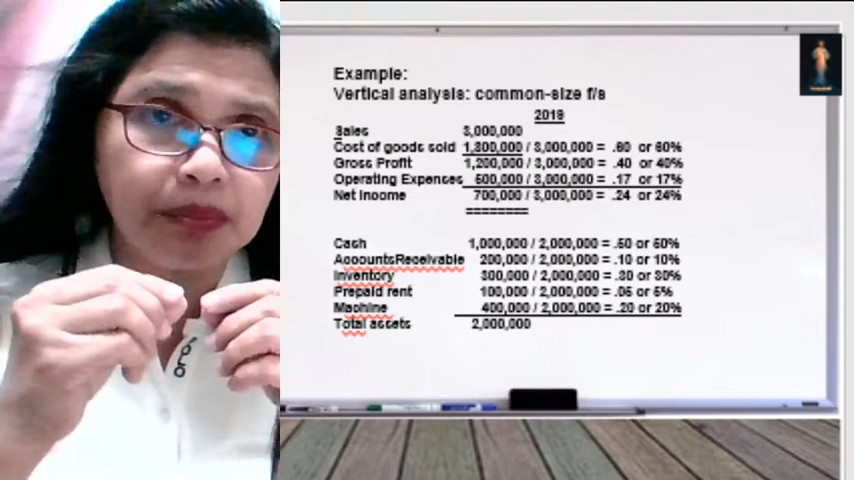 Example:
Vertical analysis: common-size f/s
2019
Sales 3,000,000
Cost of goods sold 1,800,000 / 3,000,000 = .60 or 60%
Gross Profit 1,200,000 / 3,000,000 = .40 or 40%
Operating Expenses 500,000 / 3,000,000 = .17 or 17%
Net Income 700,000 / 3,000,000 = .24 or 24%
========
Cash 1,000,000 / 2,000,000 = .50 or 50%
AccountsReceivable 200,000 / 2,000,000 = .10 or 10%
Inventory 300,000 / 2,000,000 = .30 or 30%
Prepaid rent 100,000 / 2,000,000 = .05 or 5%
Machine 400,000 / 2,000,000 = .20 or 20%
Total assets 2,000,000